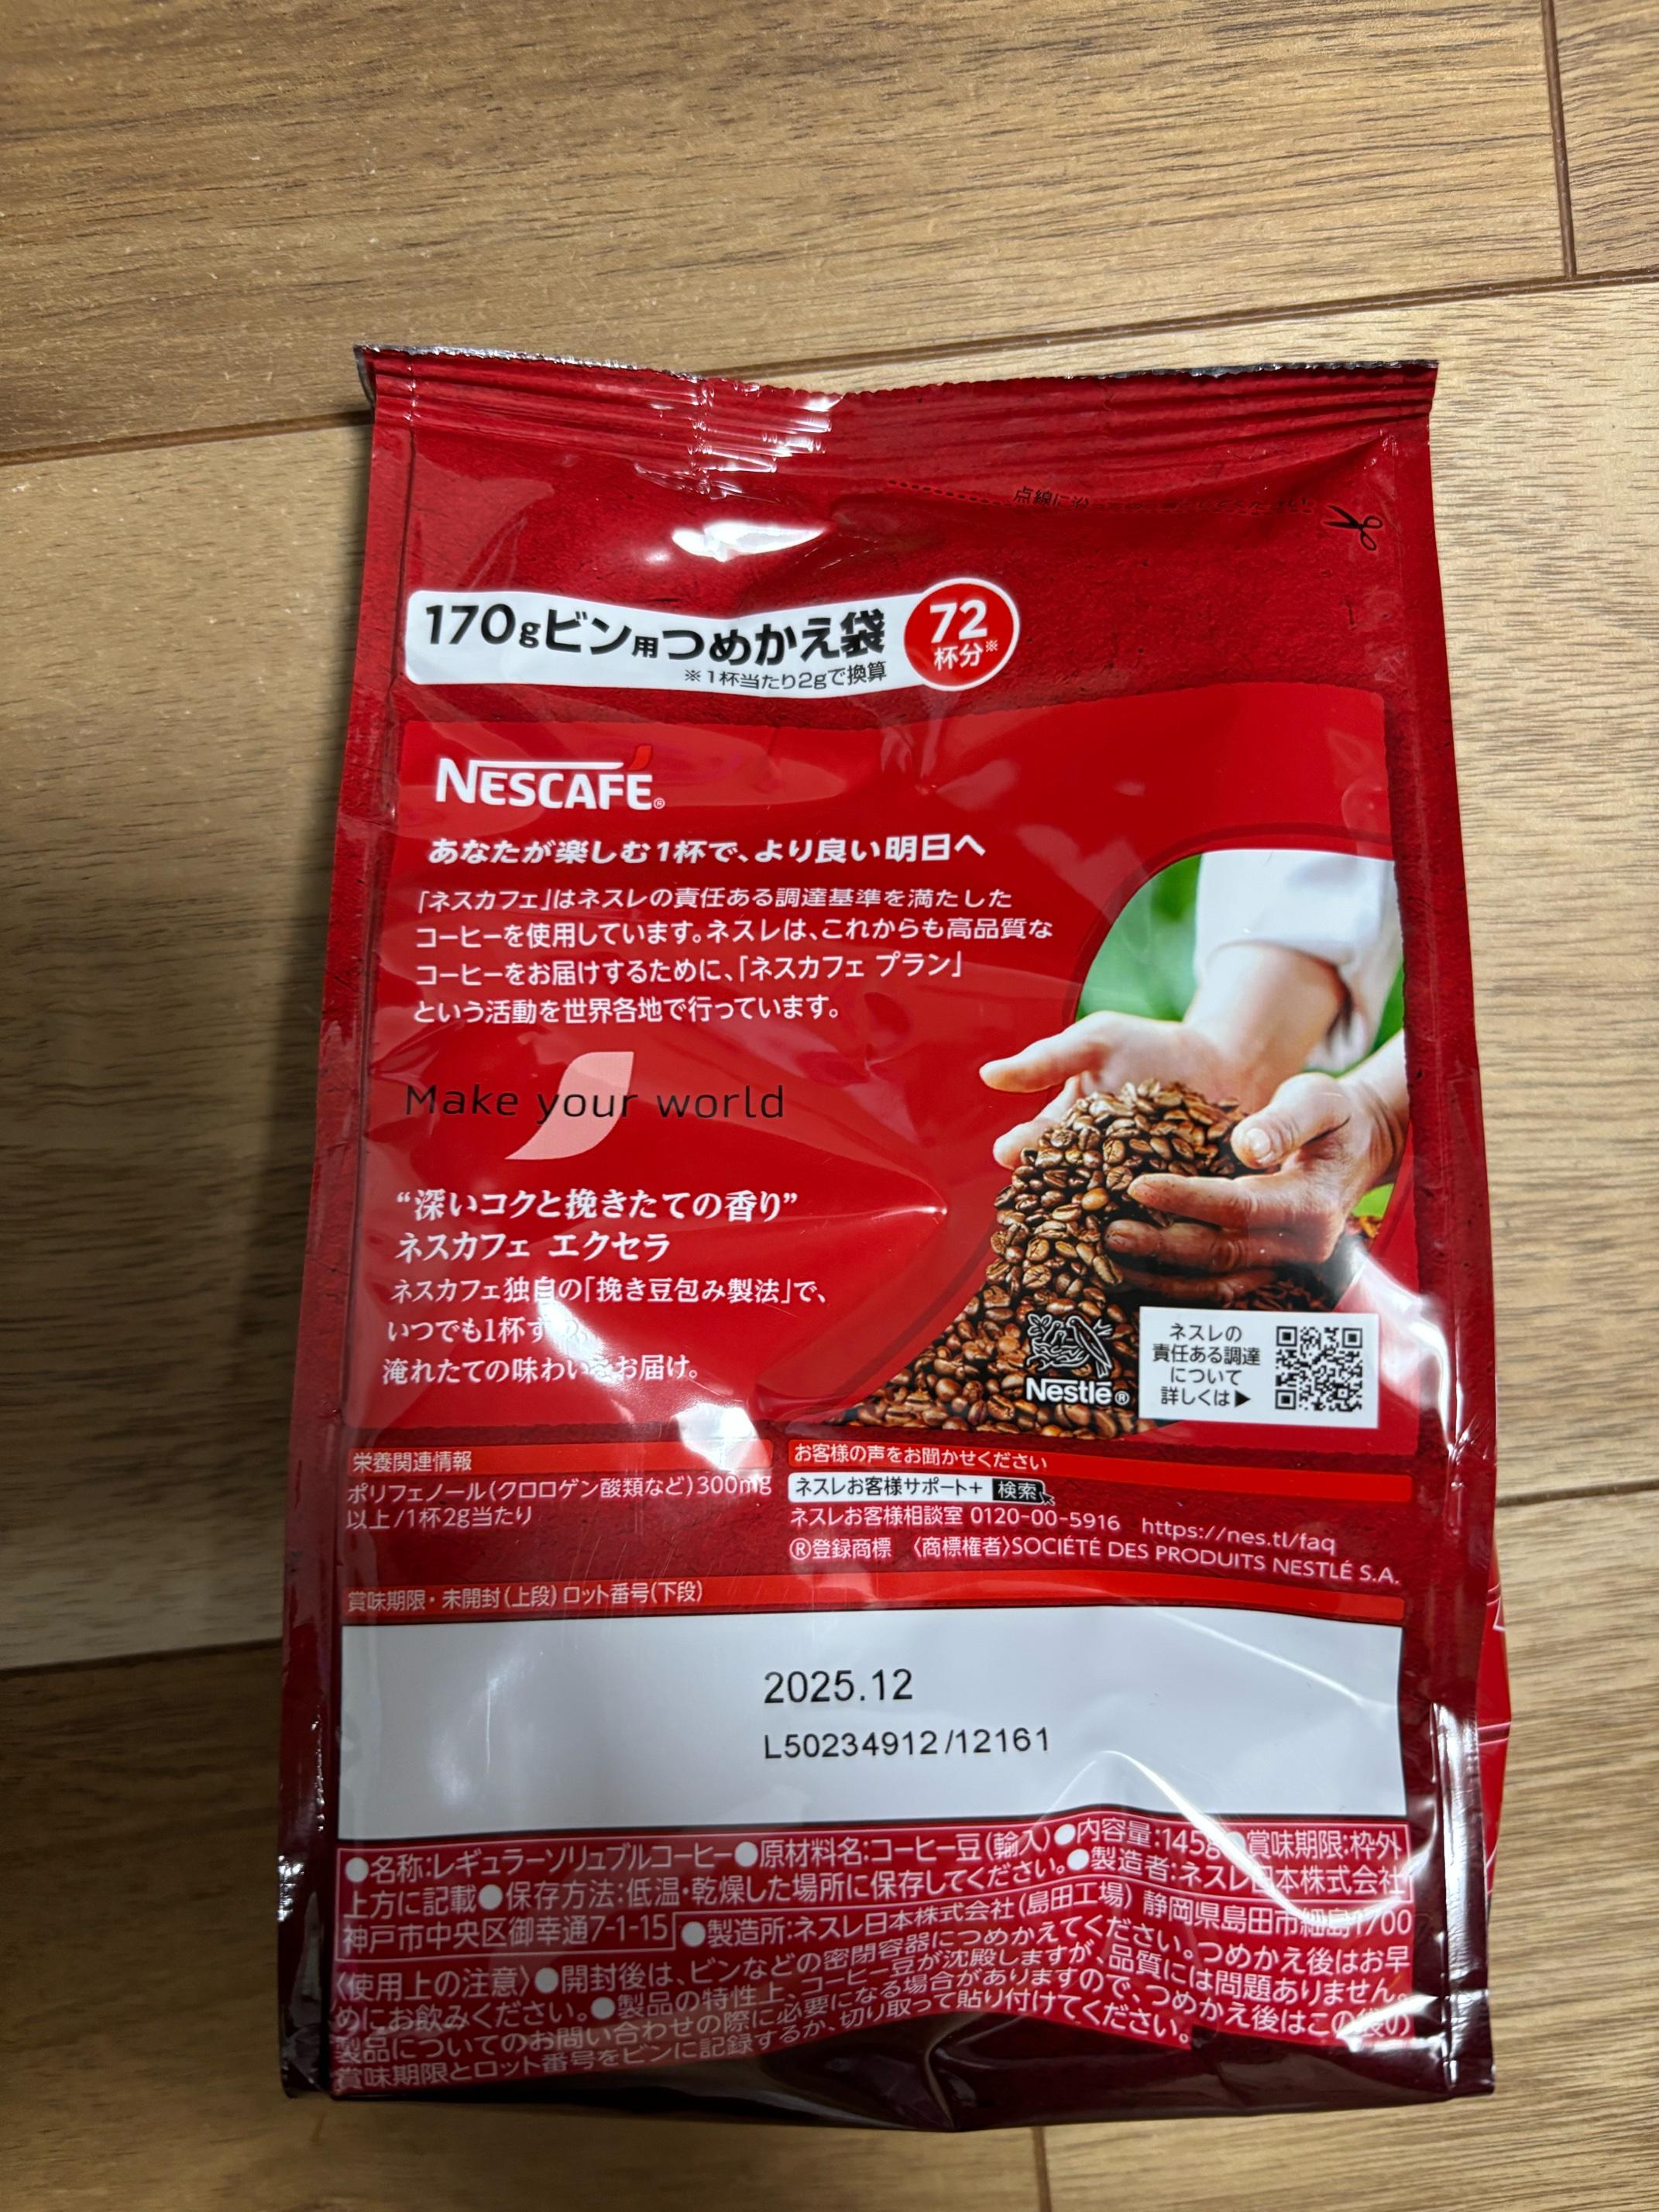 点線に沿
170gビン用つめかえ袋 72杯分※
※1杯当たり2gで換算
NESCAFÉ®
あなたが楽しむ1杯で、より良い明日へ
「ネスカフェ」はネスレの責任ある調達基準を満たした
コーヒーを使用しています。ネスレは、これからも高品質な
コーヒーをお届けするために、「ネスカフェ プラン」
という活動を世界各地で行っています。
Make your world
“深いコクと挽きたての香り”
ネスカフェ エクセラ
ネスカフェ独自の「挽き豆包み製法」で、
いつでも1杯ず
淹れたての味わいをお届け。
Nestlé®
ネスレの
責任ある調達
について
詳しくは▶
栄養関連情報
ポリフェノール(クロロゲン酸類など)300mg
以上/1杯2g当たり
お客様の声をお聞かせください
ネスレお客様サポート+ 検索
ネスレお客様相談室 0120-00-5916 https://nes.tl/faq
®登録商標 〈商標権者〉SOCIÉTÉ DES PRODUITS NESTLÉ S.A.
賞味期限・未開封(上段) ロット番号(下段)
2025.12
L50234912/12161
●名称:レギュラーソリュブルコーヒー●原材料名:コーヒー豆(輸入)●内容量:145g●賞味期限:枠外
上方に記載●保存方法:低温・乾燥した場所に保存してください。●製造者:ネスレ日本株式会社
神戸市中央区御幸通7-1-15 ●製造所:ネスレ日本株式会社(島田工場) 静岡県島田市細島1700
〈使用上の注意〉●開封後は、ビンなどの密閉容器につめかえてください。つめかえ後はお早
めにお飲みください。●製品の特性上、コーヒー豆が沈殿しますが、品質には問題ありません。
製品についてのお問い合わせの際に必要になる場合がありますので、つめかえ後はこの袋の
賞味期限とロット番号をビンに記録するか、切り取って貼り付けてください。